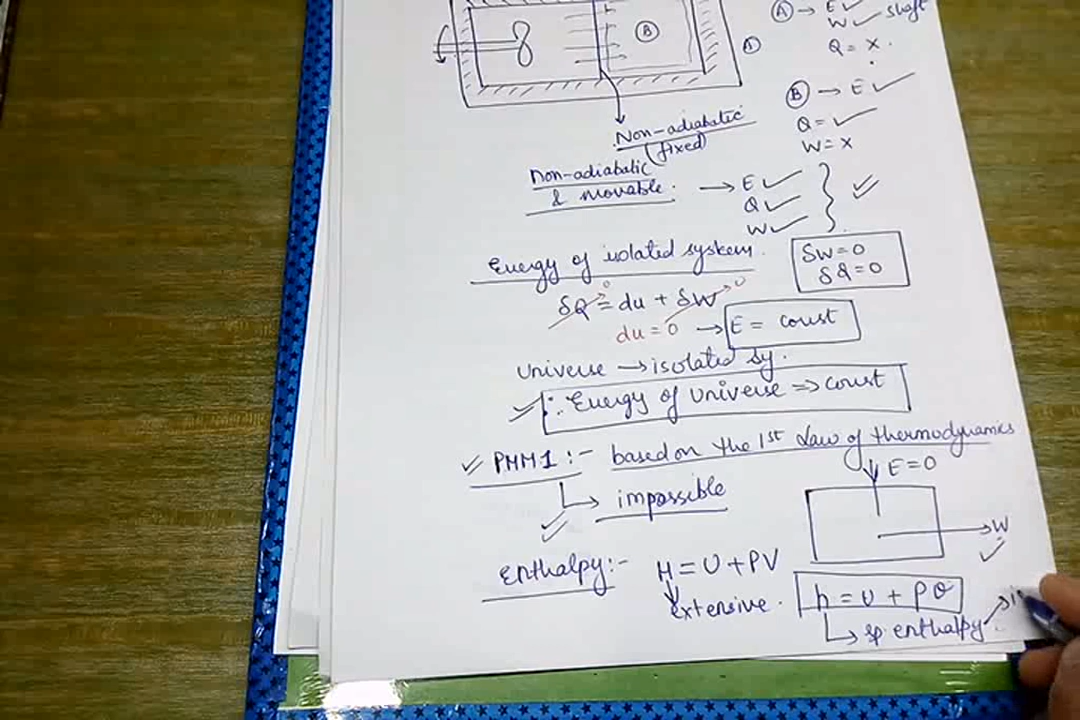 Ⓐ → E ✓
W ✓ shaft
Q = x.
Ⓑ
Ⓑ → E ✓
Q = ✓
W = x
Non-adiabatic
(fixed)
Non-adiabatic
& movable. → E ✓
Q ✓
W ✓
Energy of isolated system.
δW=0
δQ=0
δQ = du + δW
0 0
du = 0 → E = const
Universe → isolated sy.
∴ Energy of Universe ⇒ const
PMM1 :- based on the 1st Law of thermodynamics
impossible
E=0
W
Enthalpy:- H = U + PV
extensive.
h = u + pv
sp enthalpy